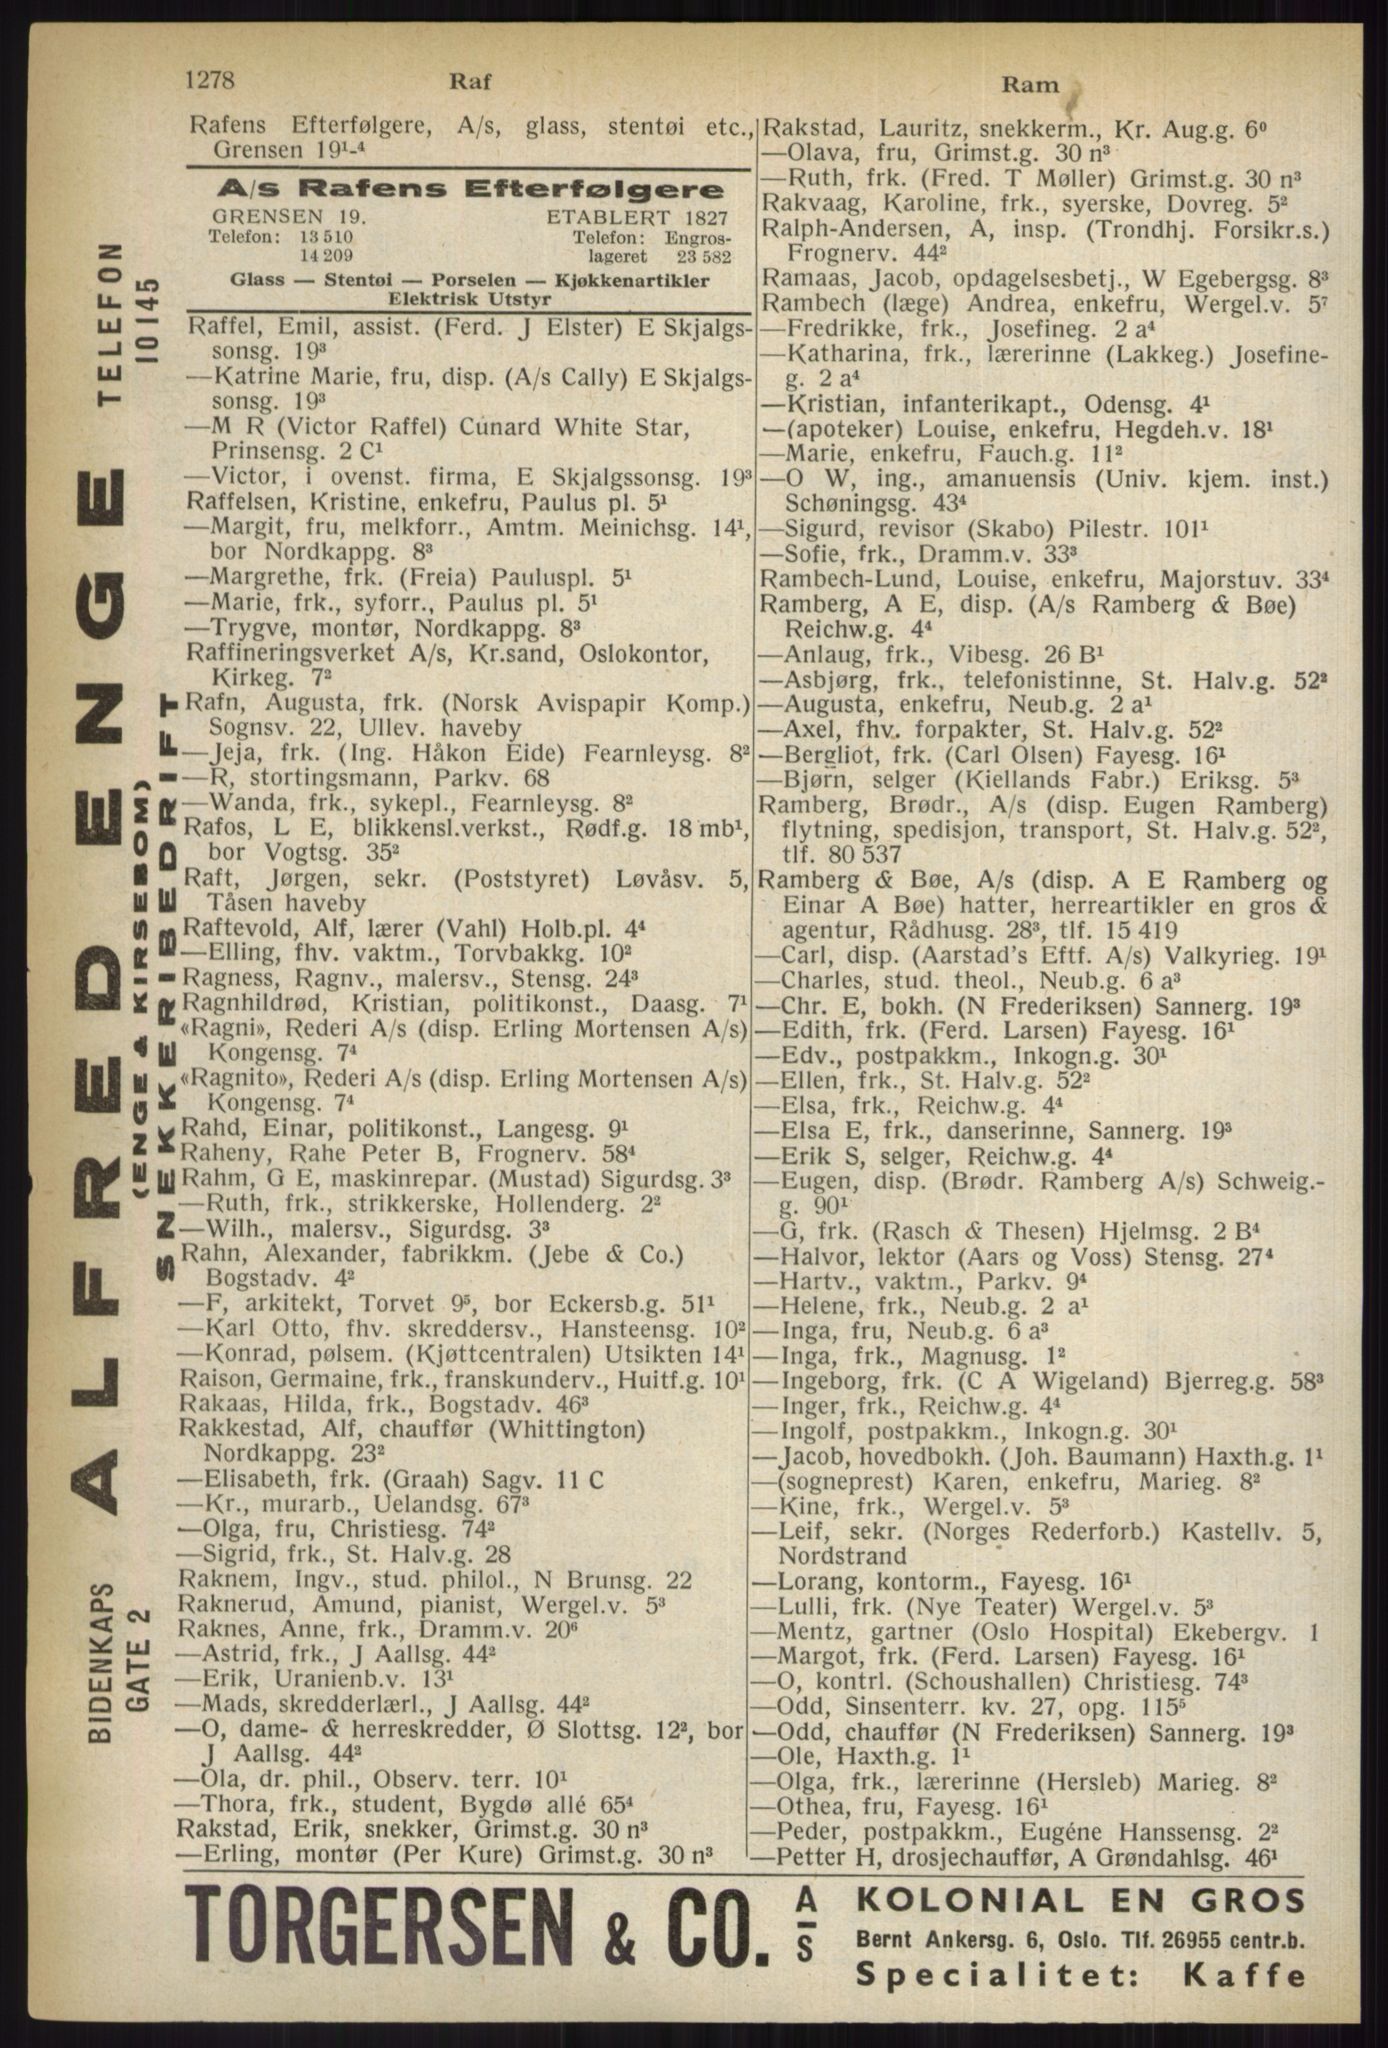 1278
Raf
Ram
Rafens Efterfølgere, A/s, glass, stentøi etc.,
Grensen 19¹-⁴
A/s Rafens Efterfølgere
GRENSEN 19. ETABLERT 1827
Telefon: 13 510 Telefon: Engros-
14 209 lageret 23 582
Glass — Stentøi — Porselen — Kjøkkenartikler
Elektrisk Utstyr
Raffel, Emil, assist. (Ferd. J Elster) E Skjalgs-
sonsg. 19³
—Katrine Marie, fru, disp. (A/s Cally) E Skjalgs-
sonsg. 19³
—M R (Victor Raffel) Cunard White Star,
Prinsensg. 2 C¹
—Victor, i ovenst. firma, E Skjalgssonsg. 19³
Raffelsen, Kristine, enkefru, Paulus pl. 5¹
—Margit, fru, melkforr., Amtm. Meinichsg. 14¹,
bor Nordkappg. 8³
—Margrethe, frk. (Freia) Pauluspl. 5¹
—Marie, frk., syforr., Paulus pl. 5¹
—Trygve, montør, Nordkappg. 8³
Raffineringsverket A/s, Kr.sand, Oslokontor,
Kirkeg. 7²
Rafn, Augusta, frk. (Norsk Avispapir Komp.)
Sognsv. 22, Ullev. haveby
—Jeja, frk. (Ing. Håkon Eide) Fearnleysg. 8²
—R, stortingsmann, Parkv. 68
—Wanda, frk., sykepl., Fearnleysg. 8²
Rafos, L E, blikkensl.verkst., Rødf.g. 18 mb¹,
bor Vogtsg. 35²
Raft, Jørgen, sekr. (Poststyret) Løvåsv. 5,
Tåsen haveby
Raftevold, Alf, lærer (Vahl) Holb.pl. 4⁴
—Elling, fhv. vaktm., Torvbakkg. 10²
Ragness, Ragnv., malersv., Stensg. 24³
Ragnhildrød, Kristian, politikonst., Daasg. 7¹
«Ragni», Rederi A/s (disp. Erling Mortensen A/s)
Kongensg. 7⁴
«Ragnito», Rederi A/s (disp. Erling Mortensen A/s)
Kongensg. 7⁴
Rahd, Einar, politikonst., Langesg. 9¹
Raheny, Rahe Peter B, Frognerv. 58⁴
Rahm, G E, maskinrepar. (Mustad) Sigurdsg. 3³
—Ruth, frk., strikkerske, Hollenderg. 2²
—Wilh., malersv., Sigurdsg. 3³
Rahn, Alexander, fabrikkm. (Jebe & Co.)
Bogstadv. 4²
—F, arkitekt, Torvet 9⁵, bor Eckersb.g. 51¹
—Karl Otto, fhv. skreddersv., Hansteensg. 10²
—Konrad, pølsem. (Kjøttcentralen) Utsikten 14¹
Raison, Germaine, frk., franskunderv., Huitf.g. 10¹
Rakaas, Hilda, frk., Bogstadv. 46³
Rakkestad, Alf, chauffør (Whittington)
Nordkappg. 23²
—Elisabeth, frk. (Graah) Sagv. 11 C
—Kr., murarb., Uelandsg. 67³
—Olga, fru, Christiesg. 74²
—Sigrid, frk., St. Halv.g. 28
Raknem, Ingv., stud. philol., N Brunsg. 22
Raknerud, Amund, pianist, Wergel.v. 5³
Raknes, Anne, frk., Dramm.v. 20⁶
—Astrid, frk., J Aallsg. 44²
—Erik, Uranienb.v. 13¹
—Mads, skredderlærl., J Aallsg. 44²
—O, dame- & herreskredder, Ø Slottsg. 12², bor
J Aallsg. 44²
—Ola, dr. phil., Observ. terr. 10¹
—Thora, frk., student, Bygdø allé 65⁴
Rakstad, Erik, snekker, Grimst.g. 30 n³
—Erling, montør (Per Kure) Grimst.g. 30 n³
Rakstad, Lauritz, snekkerm., Kr. Aug.g. 6⁰
—Olava, fru, Grimst.g. 30 n³
—Ruth, frk. (Fred. T Møller) Grimst.g. 30 n³
Rakvaag, Karoline, frk., syerske, Dovreg. 5²
Ralph-Andersen, A, insp. (Trondhj. Forsikr.s.)
Frognerv. 44²
Ramaas, Jacob, opdagelsesbetj., W Egebergsg. 8³
Rambech (læge) Andrea, enkefru, Wergel.v. 5⁷
—Fredrikke, frk., Josefineg. 2 a⁴
—Katharina, frk., lærerinne (Lakkeg.) Josefine-
g. 2 a⁴
—Kristian, infanterikapt., Odensg. 4¹
—(apoteker) Louise, enkefru, Hegdeh.v. 18¹
—Marie, enkefru, Fauch.g. 11²
—O W, ing., amanuensis (Univ. kjem. inst.)
Schøningsg. 43⁴
—Sigurd, revisor (Skabo) Pilestr. 101¹
—Sofie, frk., Dramm.v. 33³
Rambech-Lund, Louise, enkefru, Majorstuv. 33⁴
Ramberg, A E, disp. (A/s Ramberg & Bøe)
Reichw.g. 4⁴
—Anlaug, frk., Vibesg. 26 B¹
—Asbjørg, frk., telefonistinne, St. Halv.g. 52²
—Augusta, enkefru, Neub.g. 2 a¹
—Axel, fhv. forpakter, St. Halv.g. 52²
—Bergliot, frk. (Carl Olsen) Fayesg. 16¹
—Bjørn, selger (Kiellands Fabr.) Eriksg. 5³
Ramberg, Brødr., A/s (disp. Eugen Ramberg)
flytning, spedisjon, transport, St. Halv.g. 52²,
tlf. 80 537
Ramberg & Bøe, A/s (disp. A E Ramberg og
Einar A Bøe) hatter, herreartikler en gros &
agentur, Rådhusg. 28³, tlf. 15 419
—Carl, disp. (Aarstad's Eftf. A/s) Valkyrieg. 19¹
—Charles, stud. theol., Neub.g. 6 a³
—Chr. E, bokh. (N Frederiksen) Sannerg. 19³
—Edith, frk. (Ferd. Larsen) Fayesg. 16¹
—Edv., postpakkm., Inkogn.g. 30¹
—Ellen, frk., St. Halv.g. 52²
—Elsa, frk., Reichw.g. 4⁴
—Elsa E, frk., danserinne, Sannerg. 19³
—Erik S, selger, Reichw.g. 4⁴
—Eugen, disp. (Brødr. Ramberg A/s) Schweig.-
g. 90¹
—G, frk. (Rasch & Thesen) Hjelmsg. 2 B⁴
—Halvor, lektor (Aars og Voss) Stensg. 27⁴
—Hartv., vaktm., Parkv. 9⁴
—Helene, frk., Neub.g. 2 a¹
—Inga, fru, Neub.g. 6 a³
—Inga, frk., Magnusg. 1²
—Ingeborg, frk. (C A Wigeland) Bjerreg.g. 58³
—Inger, frk., Reichw.g. 4⁴
—Ingolf, postpakkm., Inkogn.g. 30¹
—Jacob, hovedbokh. (Joh. Baumann) Haxth.g. 1¹
—(sogneprest) Karen, enkefru, Marieg. 8²
—Kine, frk., Wergel.v. 5³
—Leif, sekr. (Norges Rederforb.) Kastellv. 5,
Nordstrand
—Lorang, kontorm., Fayesg. 16¹
—Lulli, frk. (Nye Teater) Wergel.v. 5³
—Mentz, gartner (Oslo Hospital) Ekebergv. 1
—Margot, frk. (Ferd. Larsen) Fayesg. 16¹
—O, kontrl. (Schoushallen) Christiesg. 74³
—Odd, Sinsenterr. kv. 27, opg. 115⁵
—Odd, chauffør (N Frederiksen) Sannerg. 19³
—Ole, Haxth.g. 1¹
—Olga, frk., lærerinne (Hersleb) Marieg. 8²
—Othea, fru, Fayesg. 16¹
—Peder, postpakkm., Eugéne Hanssensg. 2²
—Petter H, drosjechauffør, A Grøndahlsg. 46¹
ALFRED ENGE
(ENGE & KIRSEBOM)
SNEKKERIBEDRIFT
TELEFON
10145
BIDENKAPS
GATE 2
TORGERSEN & CO. A/S
KOLONIAL EN GROS
Bernt Ankersg. 6, Oslo. Tlf. 26955 centr.b.
Specialitet: Kaffe